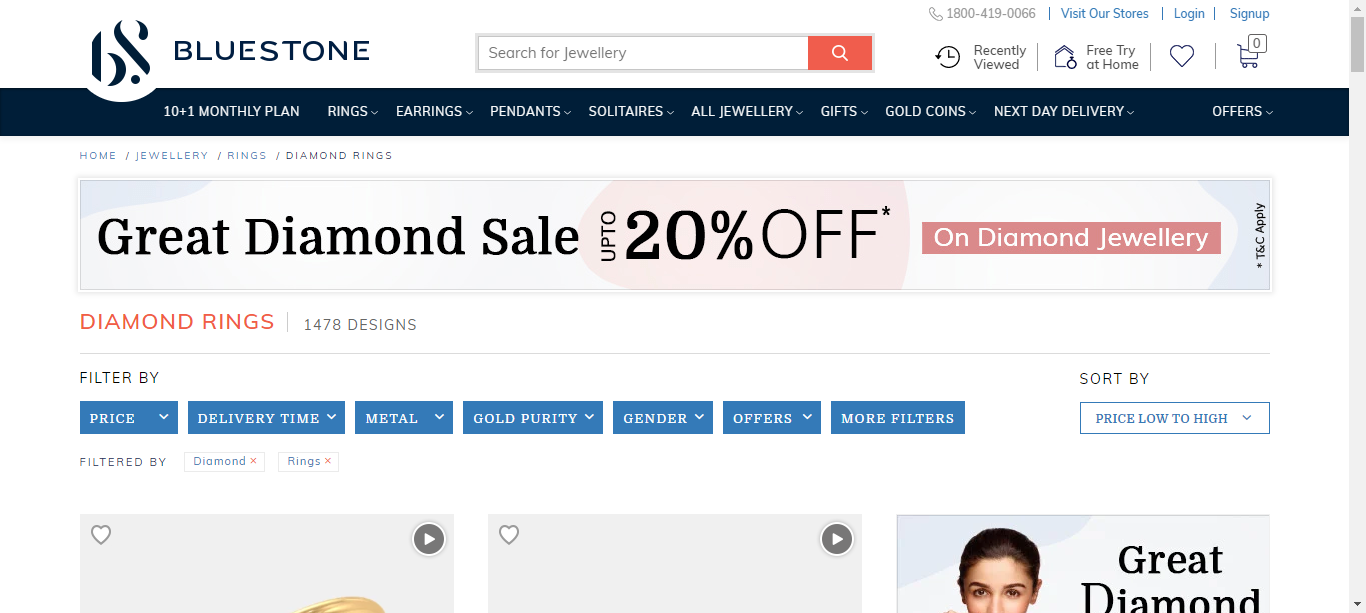 1800-419-0066 Visit Our Stores Login Signup
BLUESTONE
Search for Jewellery
Recently
Viewed
Free Try
at Home
0
10+1 MONTHLY PLAN RINGS EARRINGS PENDANTS SOLITAIRES ALL JEWELLERY GIFTS GOLD COINS NEXT DAY DELIVERY OFFERS
HOME / JEWELLERY / RINGS / DIAMOND RINGS
Great Diamond Sale UPTO 20% OFF* On Diamond Jewellery * T&C Apply
DIAMOND RINGS 1478 DESIGNS
FILTER BY
SORT BY
PRICE DELIVERY TIME METAL GOLD PURITY GENDER OFFERS MORE FILTERS
PRICE LOW TO HIGH
FILTERED BY Diamond × Rings ×
Great
Diamond